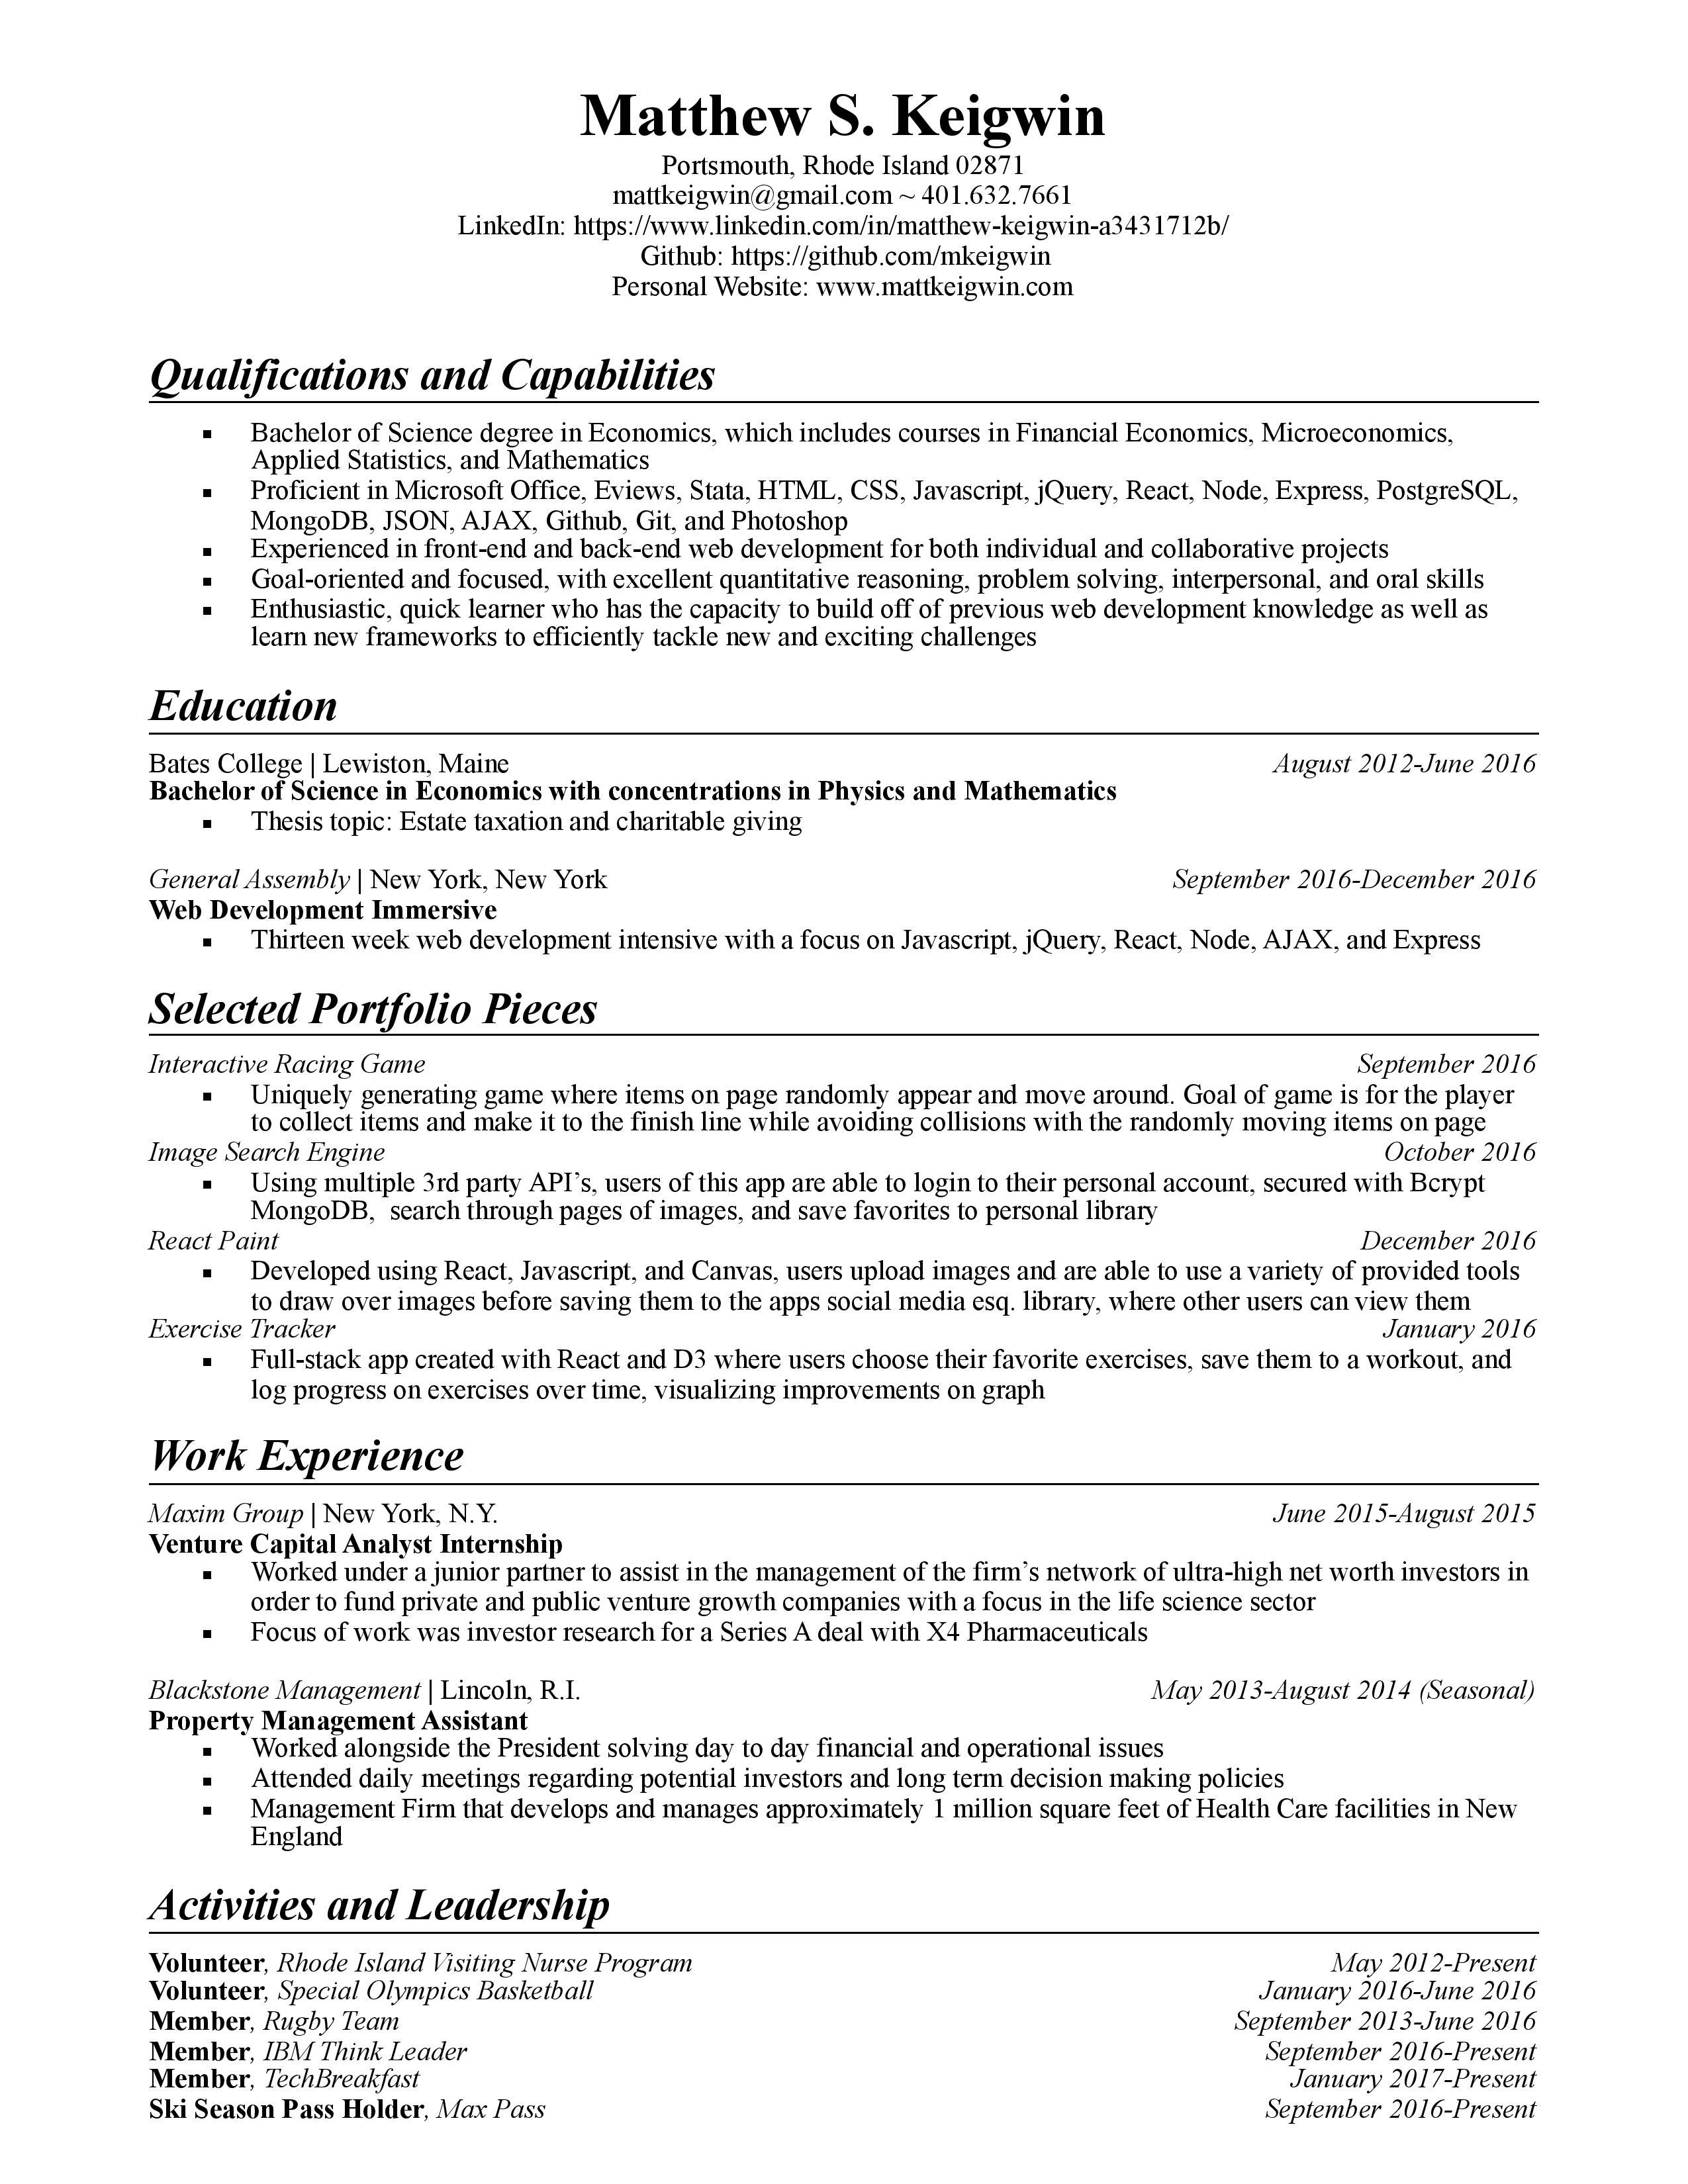 Matthew S. Keigwin
Portsmouth, Rhode Island 02871
mattkeigwin@gmail.com ~ 401.632.7661
LinkedIn: https://www.linkedin.com/in/matthew-keigwin-a3431712b/
Github: https://github.com/mkeigwin
Personal Website: www.mattkeigwin.com
Qualifications and Capabilities
▪ Bachelor of Science degree in Economics, which includes courses in Financial Economics, Microeconomics,
Applied Statistics, and Mathematics
▪ Proficient in Microsoft Office, Eviews, Stata, HTML, CSS, Javascript, jQuery, React, Node, Express, PostgreSQL,
MongoDB, JSON, AJAX, Github, Git, and Photoshop
▪ Experienced in front-end and back-end web development for both individual and collaborative projects
▪ Goal-oriented and focused, with excellent quantitative reasoning, problem solving, interpersonal, and oral skills
▪ Enthusiastic, quick learner who has the capacity to build off of previous web development knowledge as well as
learn new frameworks to efficiently tackle new and exciting challenges
Education
Bates College | Lewiston, Maine August 2012-June 2016
Bachelor of Science in Economics with concentrations in Physics and Mathematics
▪ Thesis topic: Estate taxation and charitable giving
General Assembly | New York, New York September 2016-December 2016
Web Development Immersive
▪ Thirteen week web development intensive with a focus on Javascript, jQuery, React, Node, AJAX, and Express
Selected Portfolio Pieces
Interactive Racing Game September 2016
▪ Uniquely generating game where items on page randomly appear and move around. Goal of game is for the player
to collect items and make it to the finish line while avoiding collisions with the randomly moving items on page
Image Search Engine October 2016
▪ Using multiple 3rd party API’s, users of this app are able to login to their personal account, secured with Bcrypt
MongoDB,  search through pages of images, and save favorites to personal library
React Paint December 2016
▪ Developed using React, Javascript, and Canvas, users upload images and are able to use a variety of provided tools
to draw over images before saving them to the apps social media esq. library, where other users can view them
Exercise Tracker January 2016
▪ Full-stack app created with React and D3 where users choose their favorite exercises, save them to a workout, and
log progress on exercises over time, visualizing improvements on graph
Work Experience
Maxim Group | New York, N.Y. June 2015-August 2015
Venture Capital Analyst Internship
▪ Worked under a junior partner to assist in the management of the firm’s network of ultra-high net worth investors in
order to fund private and public venture growth companies with a focus in the life science sector
▪ Focus of work was investor research for a Series A deal with X4 Pharmaceuticals
Blackstone Management | Lincoln, R.I. May 2013-August 2014 (Seasonal)
Property Management Assistant
▪ Worked alongside the President solving day to day financial and operational issues
▪ Attended daily meetings regarding potential investors and long term decision making policies
▪ Management Firm that develops and manages approximately 1 million square feet of Health Care facilities in New
England
Activities and Leadership
Volunteer, Rhode Island Visiting Nurse Program May 2012-Present
Volunteer, Special Olympics Basketball January 2016-June 2016
Member, Rugby Team September 2013-June 2016
Member, IBM Think Leader September 2016-Present
Member, TechBreakfast January 2017-Present
Ski Season Pass Holder, Max Pass September 2016-Present